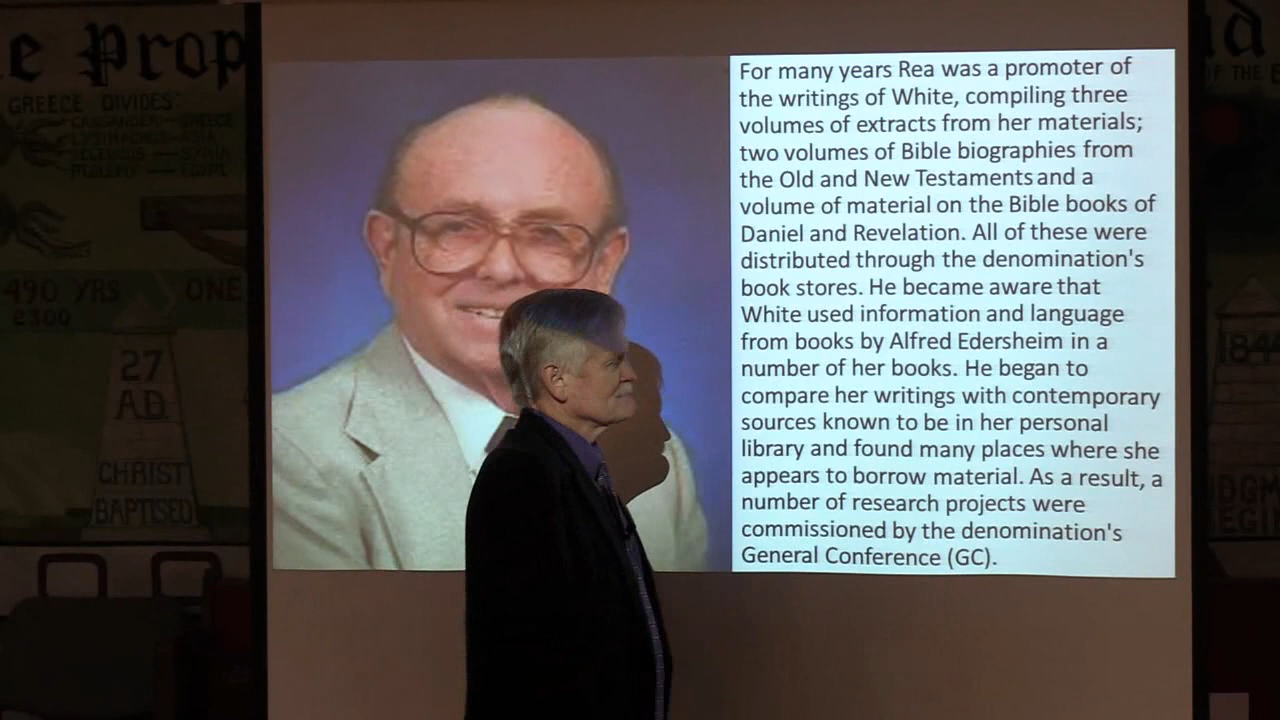 e Prop
GREECE DIVIDES:
CASSANDER — GREECE
LYSIMACHUS — ASIA
SELEUCUS — SYRIA
PTOLEMY — EGYPT
490 YRS ONE
2300
27
A.D.
CHRIST
BAPTISED
For many years Rea was a promoter of
the writings of White, compiling three
volumes of extracts from her materials;
two volumes of Bible biographies from
the Old and New Testaments and a
volume of material on the Bible books of
Daniel and Revelation. All of these were
distributed through the denomination's
book stores. He became aware that
White used information and language
from books by Alfred Edersheim in a
number of her books. He began to
compare her writings with contemporary
sources known to be in her personal
library and found many places where she
appears to borrow material. As a result, a
number of research projects were
commissioned by the denomination's
General Conference (GC).
d
OF THE
184